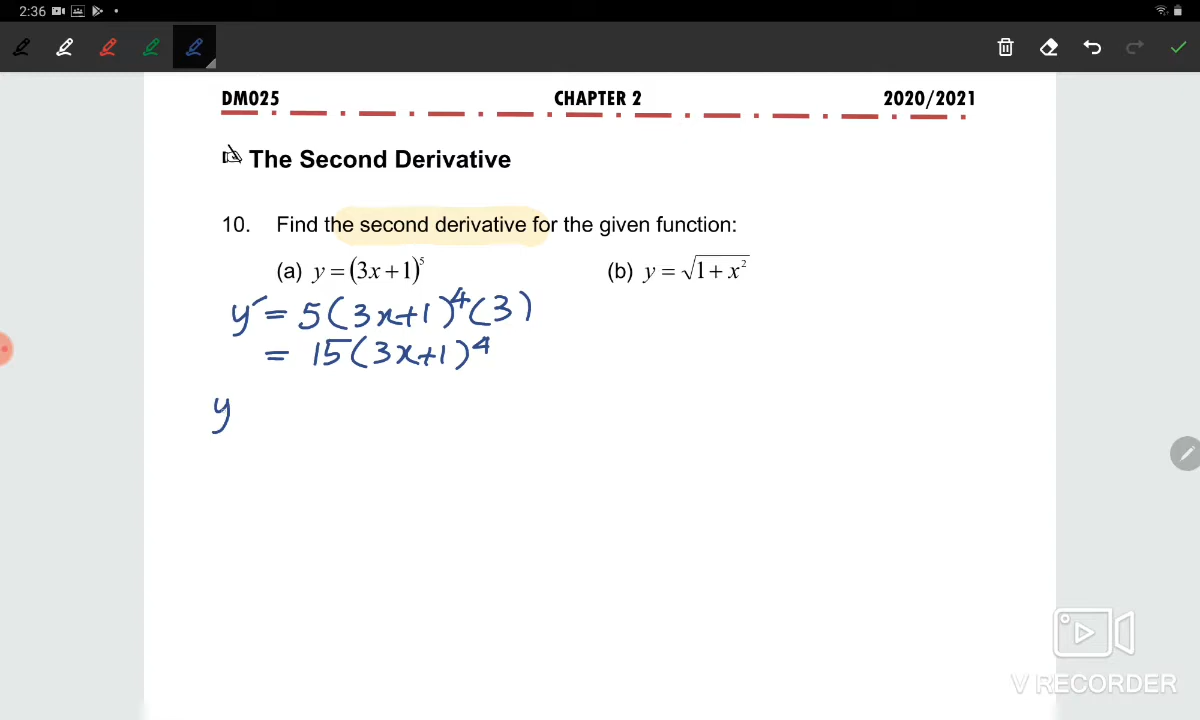 2:36
DM025 CHAPTER 2 2020/2021
The Second Derivative
10. Find the second derivative for the given function:
(a) y = (3x+1)⁵ (b) y = √(1+x²)
y′ = 5(3x+1)⁴(3)
= 15(3x+1)⁴
y
V RECORDER